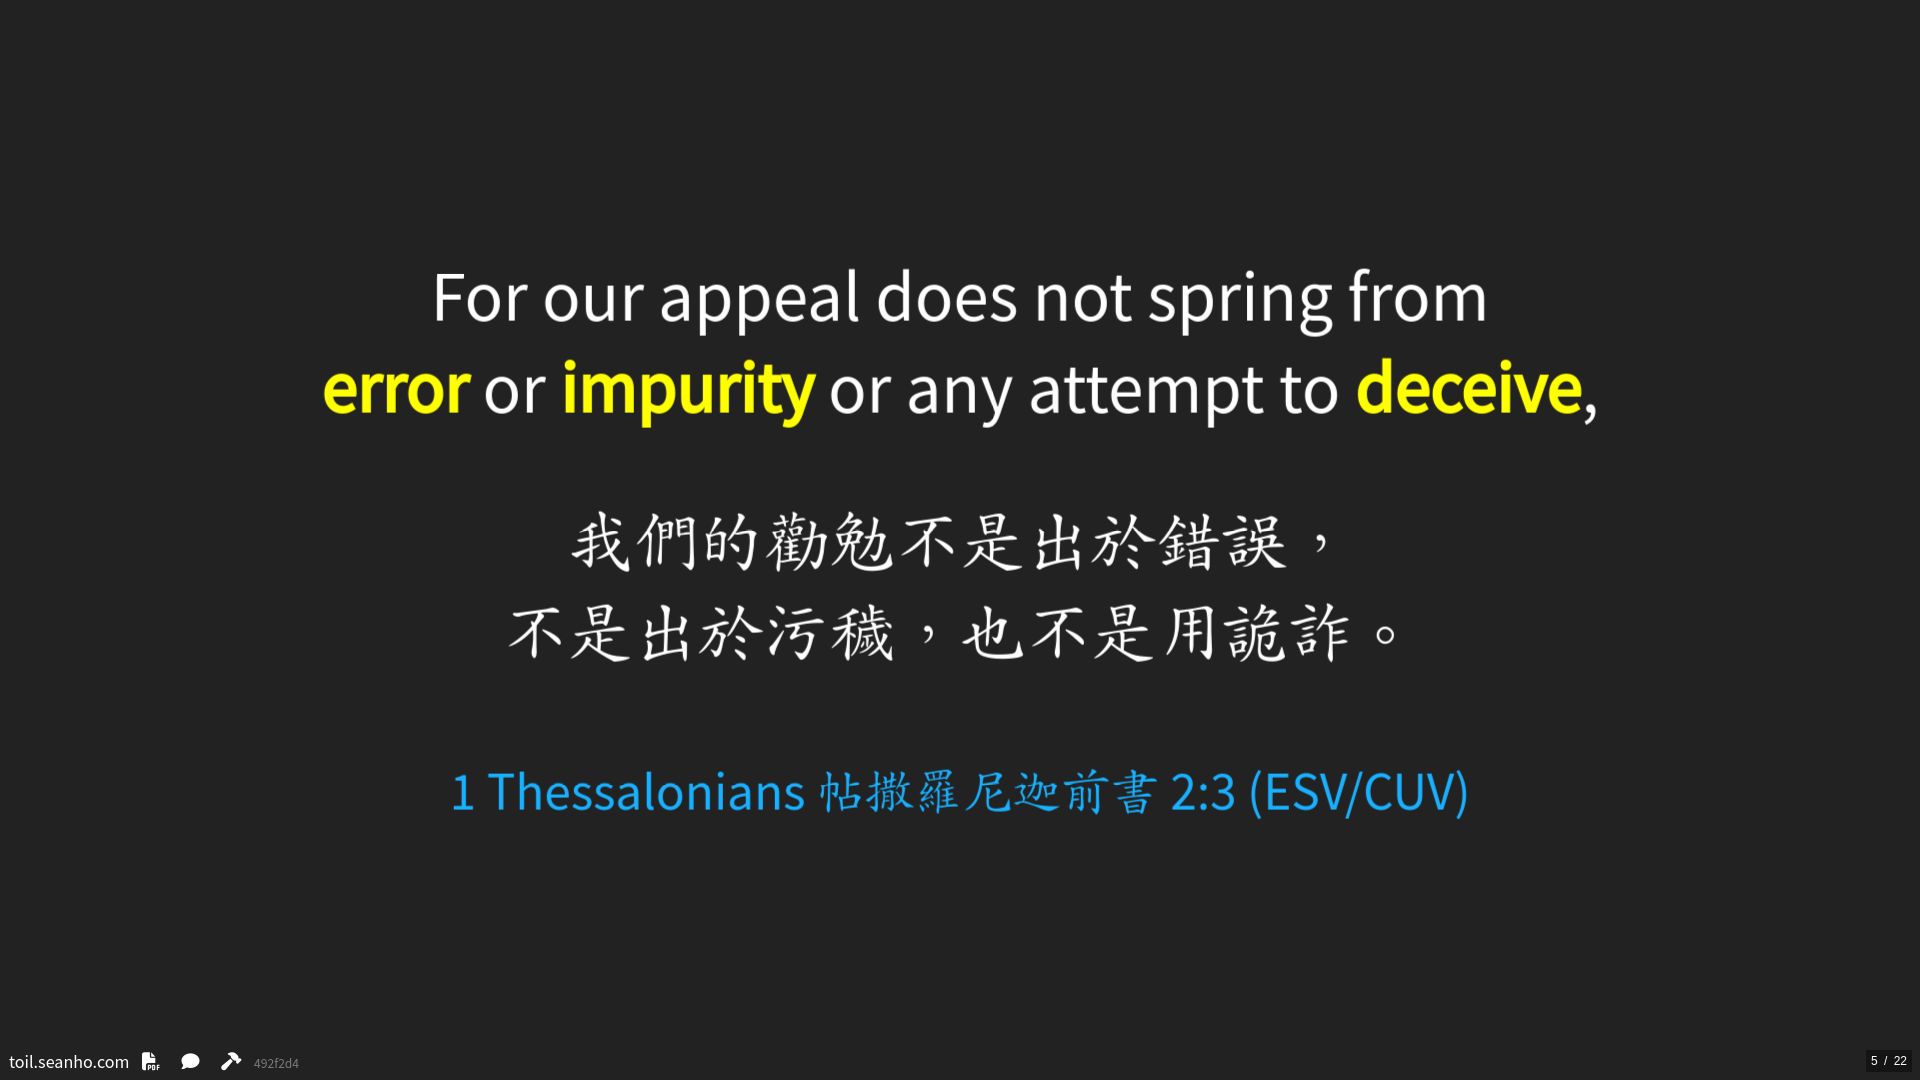 For our appeal does not spring from
error or impurity or any attempt to deceive,
我們的勸勉不是出於錯誤，
不是出於污穢，也不是用詭詐。
1 Thessalonians 帖撒羅尼迦前書 2:3 (ESV/CUV)
toil.seanho.com PDF 492f2d4
5 / 22